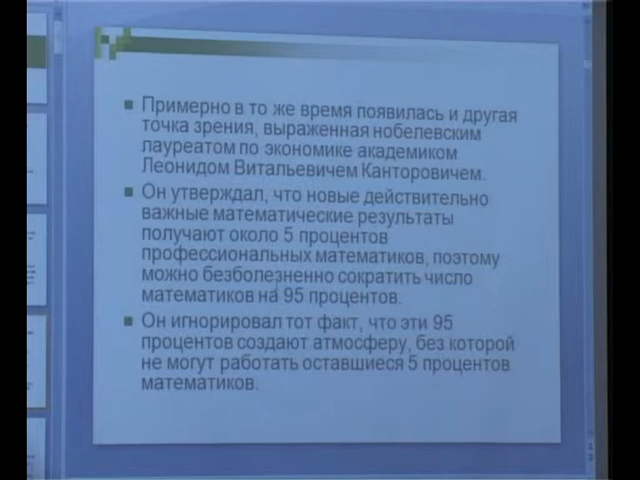 Примерно в то же время появилась и другая
точка зрения, выраженная нобелевским
лауреатом по экономике академиком
Леонидом Витальевичем Канторовичем.
Он утверждал, что новые действительно
важные математические результаты
получают около 5 процентов
профессиональных математиков, поэтому
можно безболезненно сократить число
математиков на 95 процентов.
Он игнорировал тот факт, что эти 95
процентов создают атмосферу, без которой
не могут работать оставшиеся 5 процентов
математиков.